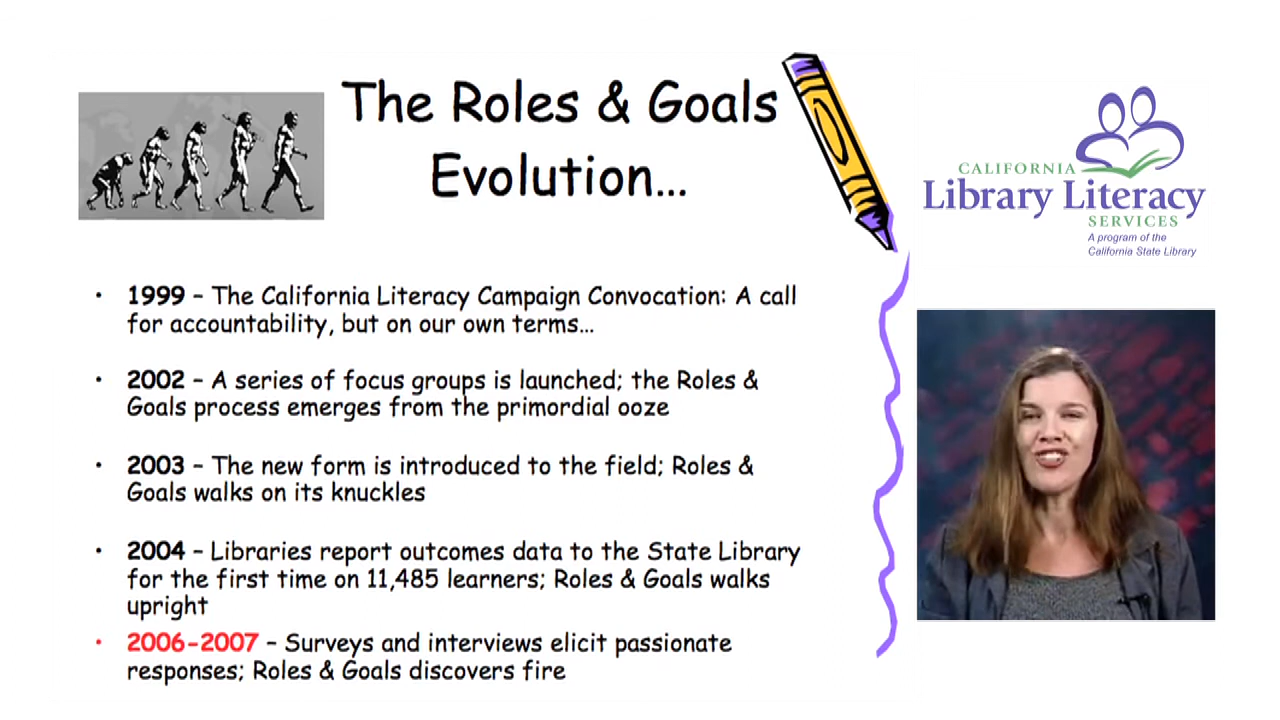 The Roles & Goals
Evolution...
CALIFORNIA
Library Literacy
SERVICES
A program of the
California State Library
• 1999 – The California Literacy Campaign Convocation: A call
for accountability, but on our own terms...
• 2002 – A series of focus groups is launched; the Roles &
Goals process emerges from the primordial ooze
• 2003 – The new form is introduced to the field; Roles &
Goals walks on its knuckles
• 2004 – Libraries report outcomes data to the State Library
for the first time on 11,485 learners; Roles & Goals walks
upright
• 2006-2007 – Surveys and interviews elicit passionate
responses; Roles & Goals discovers fire